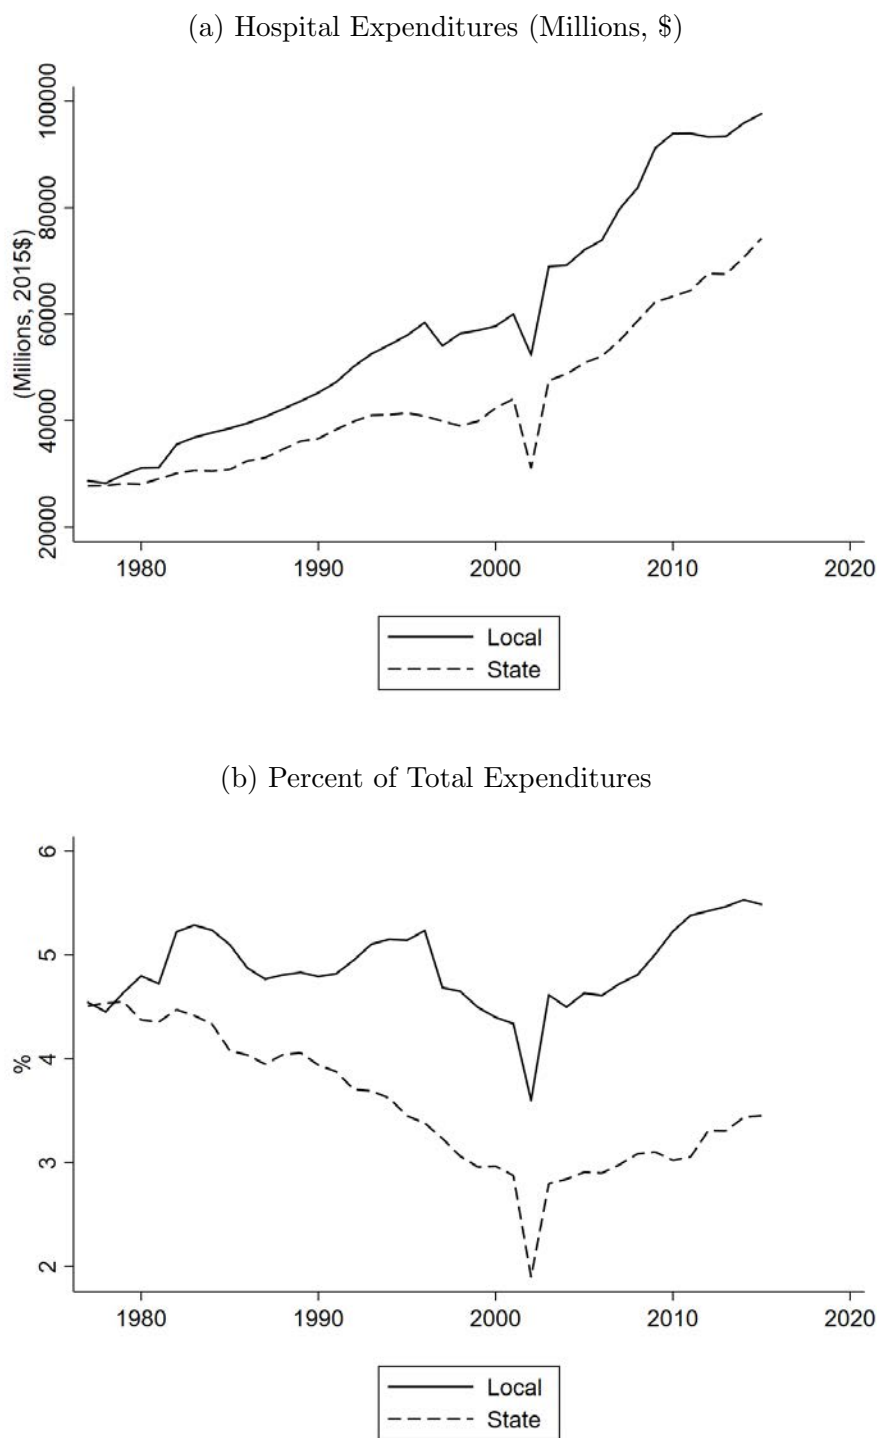 (a) Hospital Expenditures (Millions, $)
(Millions, 2015$)
100000
80000
60000
40000
20000
1980 1990 2000 2010 2020
Local
State
(b) Percent of Total Expenditures
%
6
5
4
3
2
1980 1990 2000 2010 2020
Local
State